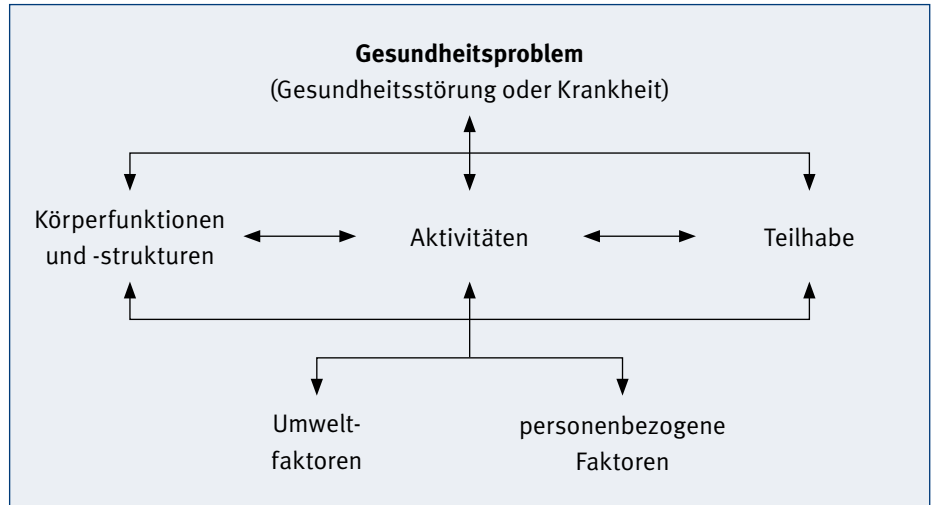 Gesundheitsproblem
(Gesundheitsstörung oder Krankheit)
Körperfunktionen
und -strukturen
Aktivitäten
Teilhabe
Umwelt-
faktoren
personenbezogene
Faktoren